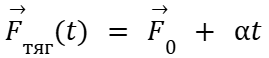 F⃗тяг(t) = F⃗₀ + αt